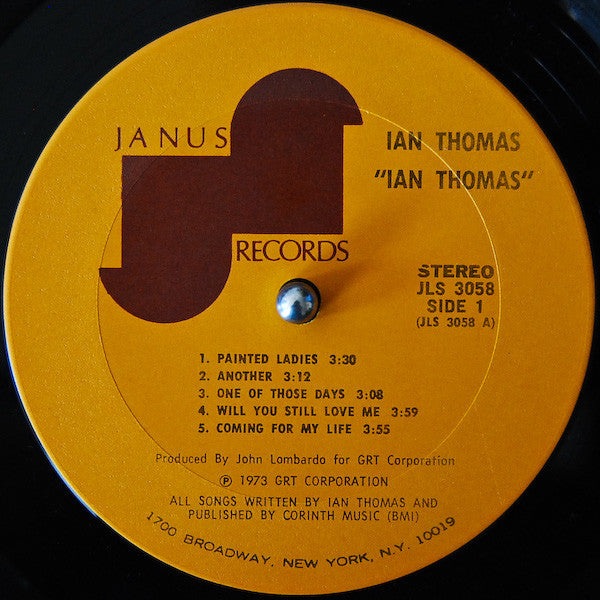 JANUS
RECORDS
IAN THOMAS
"IAN THOMAS"
STEREO
JLS 3058
SIDE 1
(JLS 3058 A)
1. PAINTED LADIES 3:30
2. ANOTHER 3:12
3. ONE OF THOSE DAYS 3:08
4. WILL YOU STILL LOVE ME 3:59
5. COMING FOR MY LIFE 3:55
Produced By John Lombardo for GRT Corporation
℗ 1973 GRT CORPORATION
ALL SONGS WRITTEN BY IAN THOMAS AND
PUBLISHED BY CORINTH MUSIC (BMI)
1700 BROADWAY, NEW YORK, N.Y. 10019